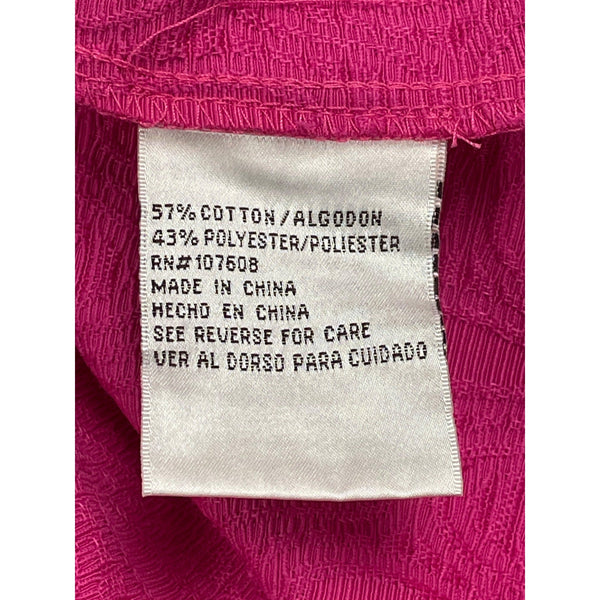 57% COTTON/ALGODON
43% POLYESTER/POLIESTER
RN#107608
MADE IN CHINA
HECHO EN CHINA
SEE REVERSE FOR CARE
VER AL DORSO PARA CUIDADO